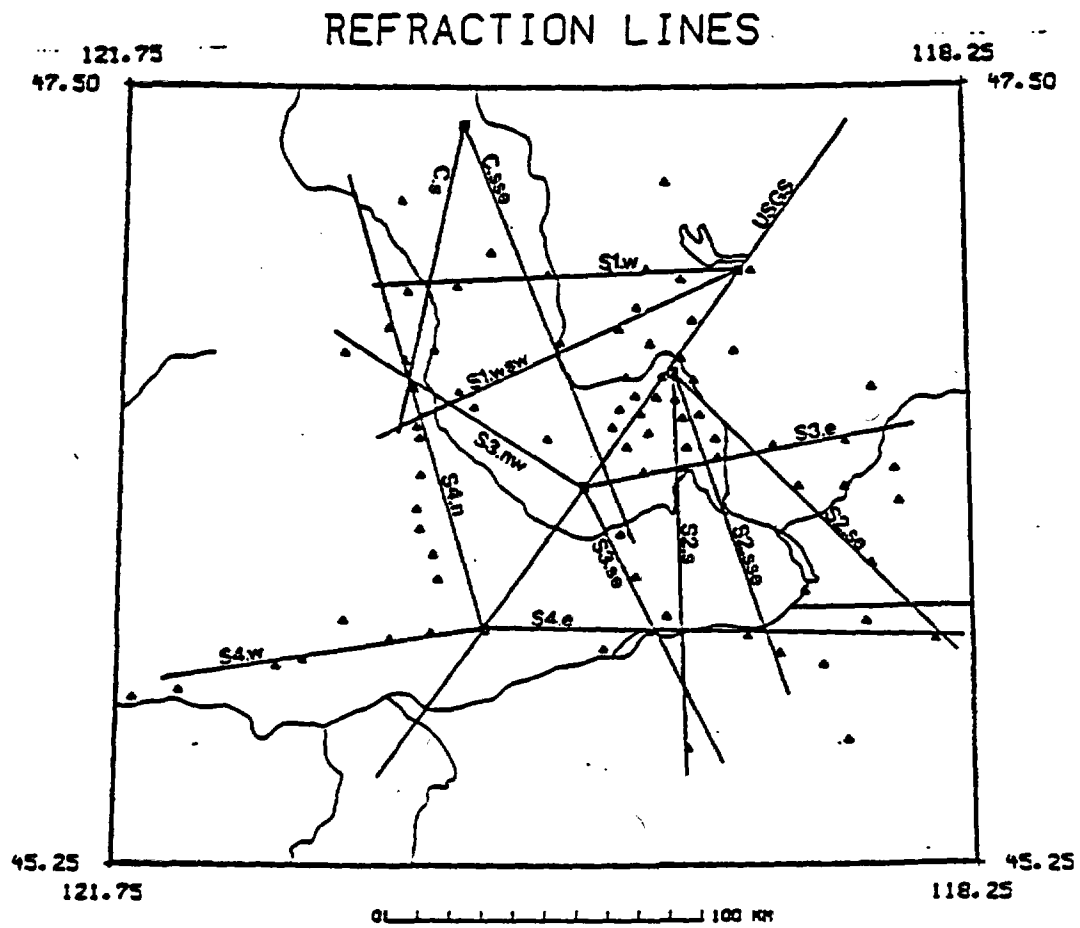 REFRACTION LINES
121.75
118.25
47.50
47.50
C.s
C.sse
USGS
S1.w
S1.wsw
S3.nw
S3.e
S4.n
S3.se
S2.s
S2.sse
S2.se
S4.e
S4.w
45.25
45.25
121.75
118.25
0
100 KM